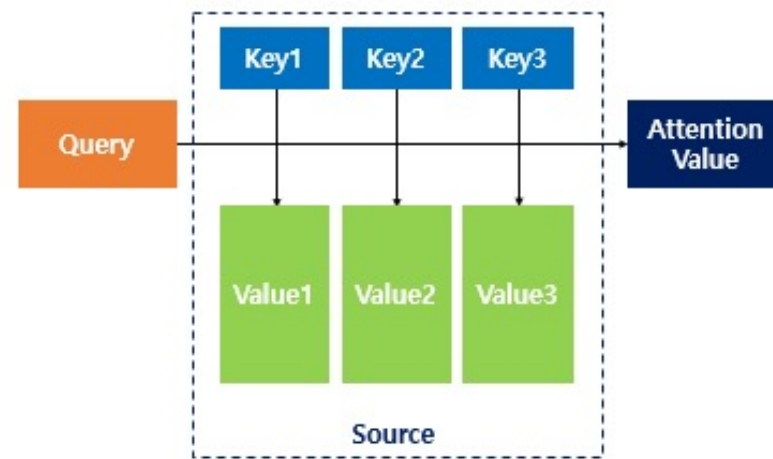 Key1 Key2 Key3
Query
Attention
Value
Value1 Value2 Value3
Source